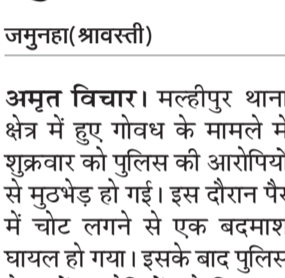 जमुनहा(श्रावस्ती)
अमृत विचार। मल्हीपुर थाना
क्षेत्र में हुए गोवध के मामले में
शुक्रवार को पुलिस की आरोपियों
से मुठभेड़ हो गई। इस दौरान पैर
में चोट लगने से एक बदमाश
घायल हो गया। इसके बाद पुलिस